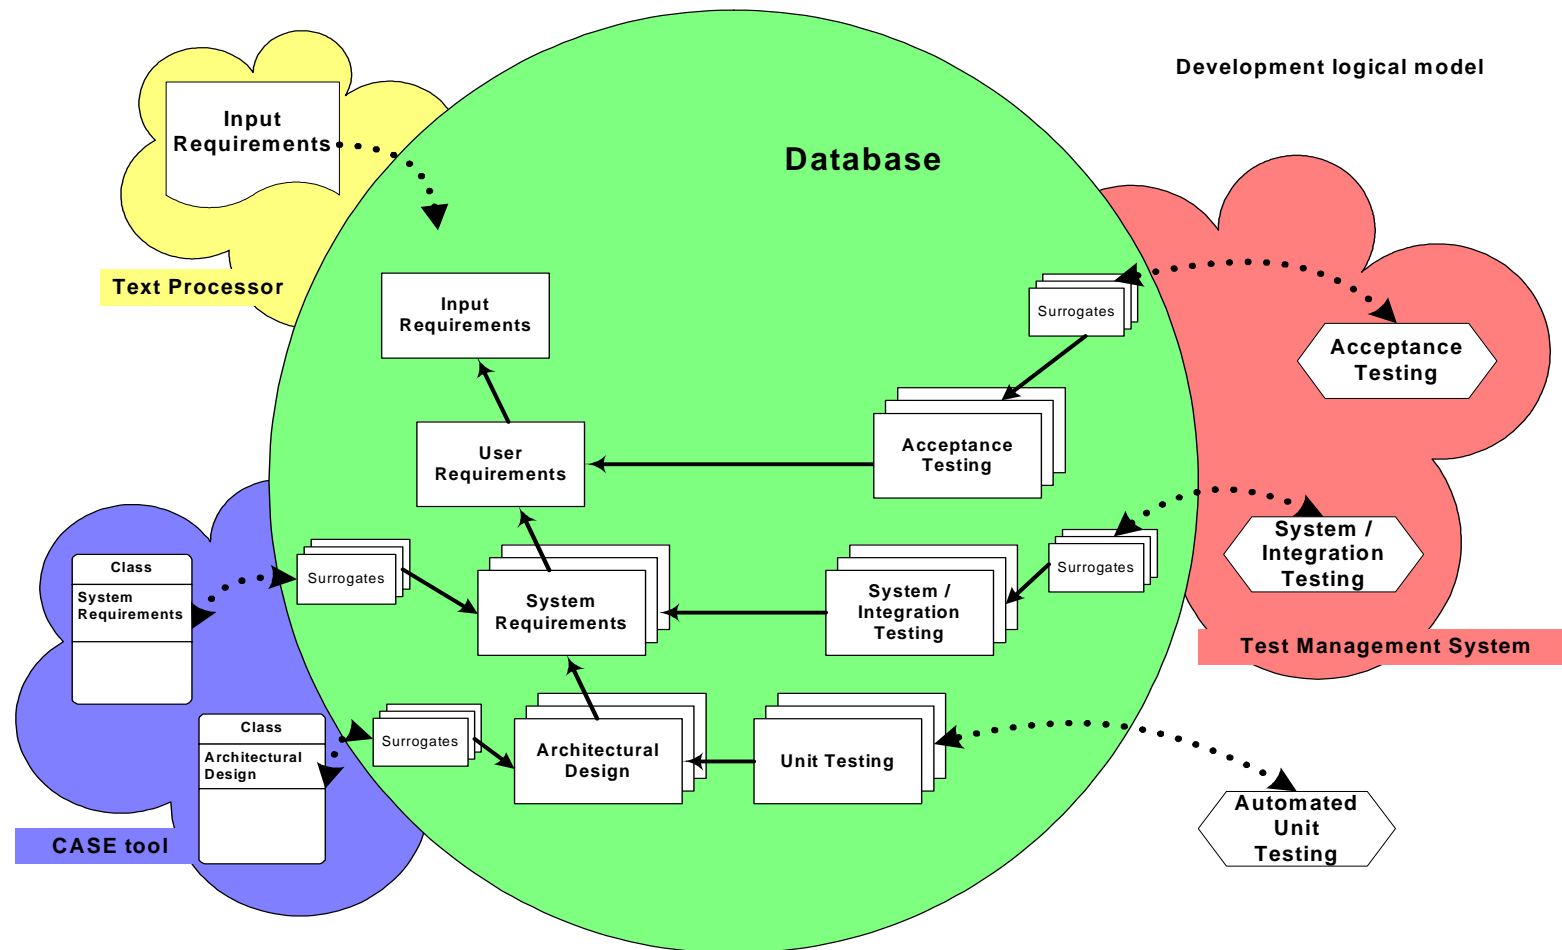 Development logical model
Input
Requirements
Database
Text Processor
Input
Requirements
Surrogates
Acceptance
Testing
User
Requirements
Acceptance
Testing
Class
System
Requirements
Surrogates
System
Requirements
System /
Integration
Testing
Surrogates
System /
Integration
Testing
Test Management System
Class
Architectural
Design
Surrogates
Architectural
Design
Unit Testing
Automated
Unit
Testing
CASE tool